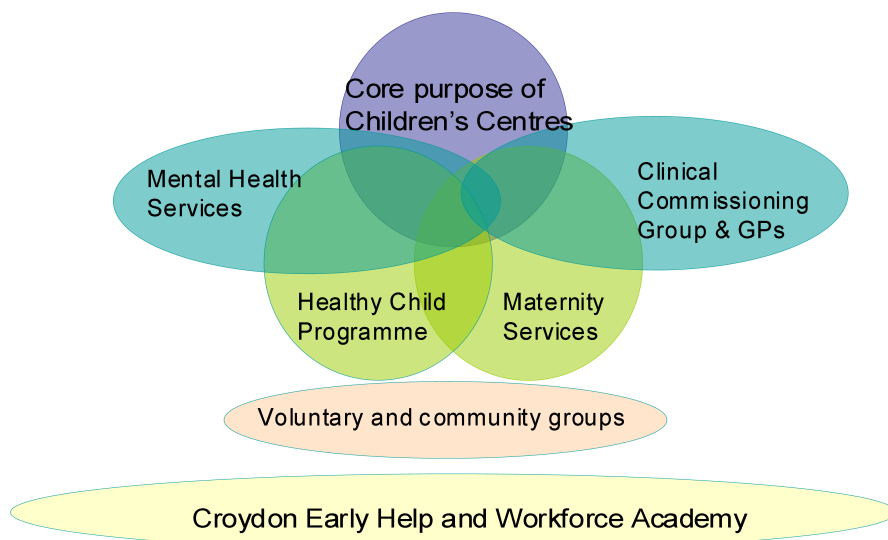 Core purpose of
Children’s Centres
Mental Health
Services
Clinical
Commissioning
Group & GPs
Healthy Child
Programme
Maternity
Services
Voluntary and community groups
Croydon Early Help and Workforce Academy